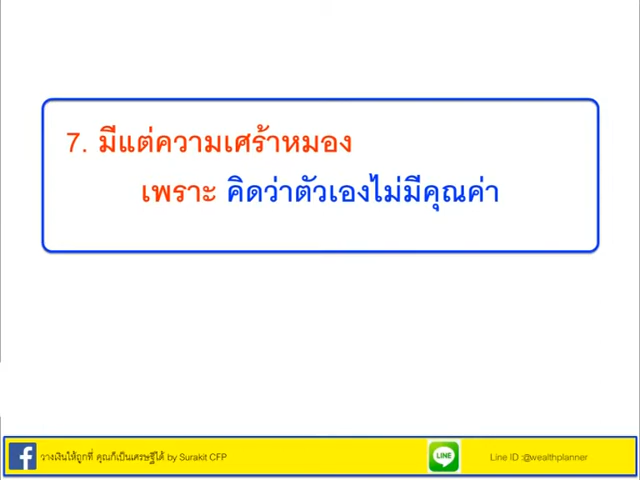 7. มีแต่ความเศร้าหมอง
เพราะ คิดว่าตัวเองไม่มีคุณค่า
วางเงินให้ถูกที่ คุณก็เป็นเศรษฐีได้ by Surakit CFP
LINE
Line ID :@wealthplanner